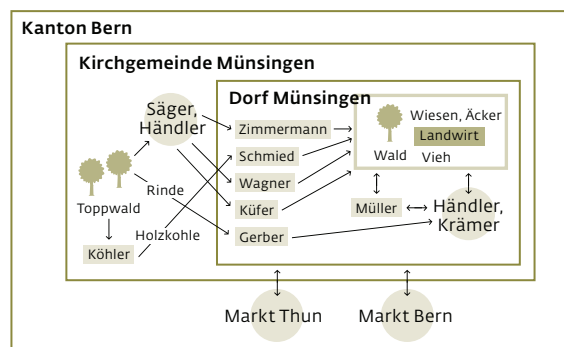 Kanton Bern
Kirchgemeinde Münsingen
Dorf Münsingen
Säger,
Händler
Zimmermann
Schmied
Wagner
Küfer
Gerber
Wiesen, Äcker
Landwirt
Wald
Vieh
Müller
Händler,
Krämer
Toppwald
Rinde
Holzkohle
Köhler
Markt Thun
Markt Bern